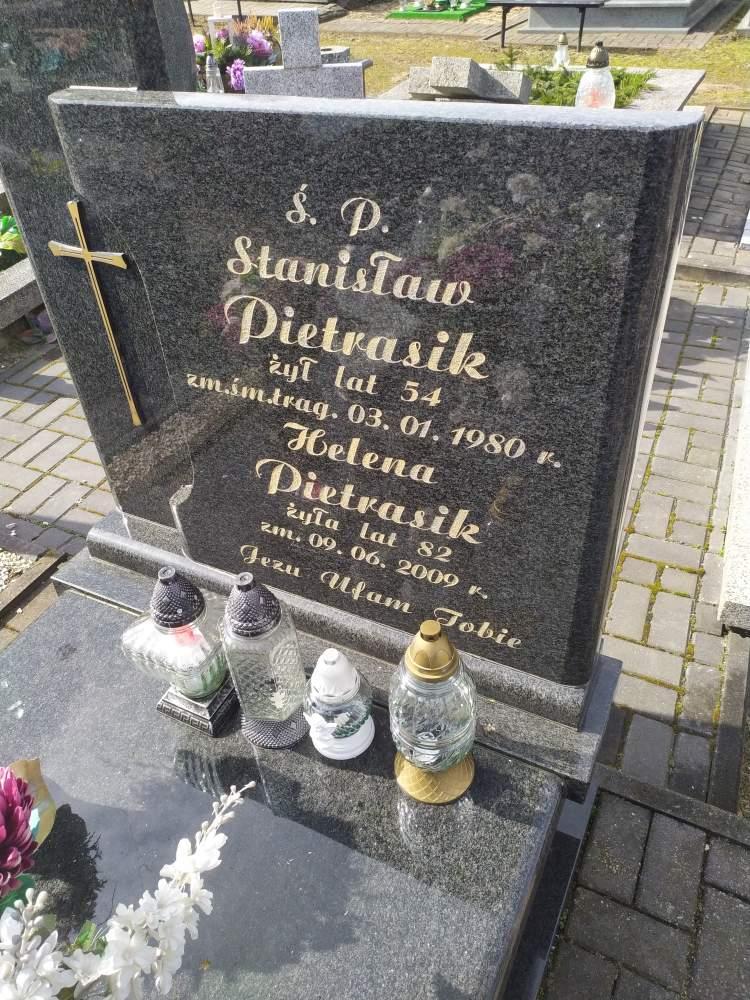 Ś. P.
Stanisław
Pietrasik
żył lat 54
zm.śm.trag. 03. 01. 1980 r.
Helena
Pietrasik
żyła lat 82
zm. 09. 06. 2009 r.
Jezu Ufam Tobie